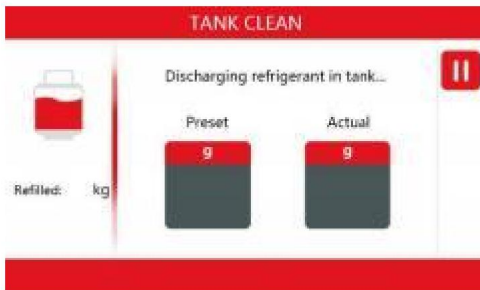 TANK CLEAN
Discharging refrigerant in tank...
Preset Actual
g g
Refilled: kg